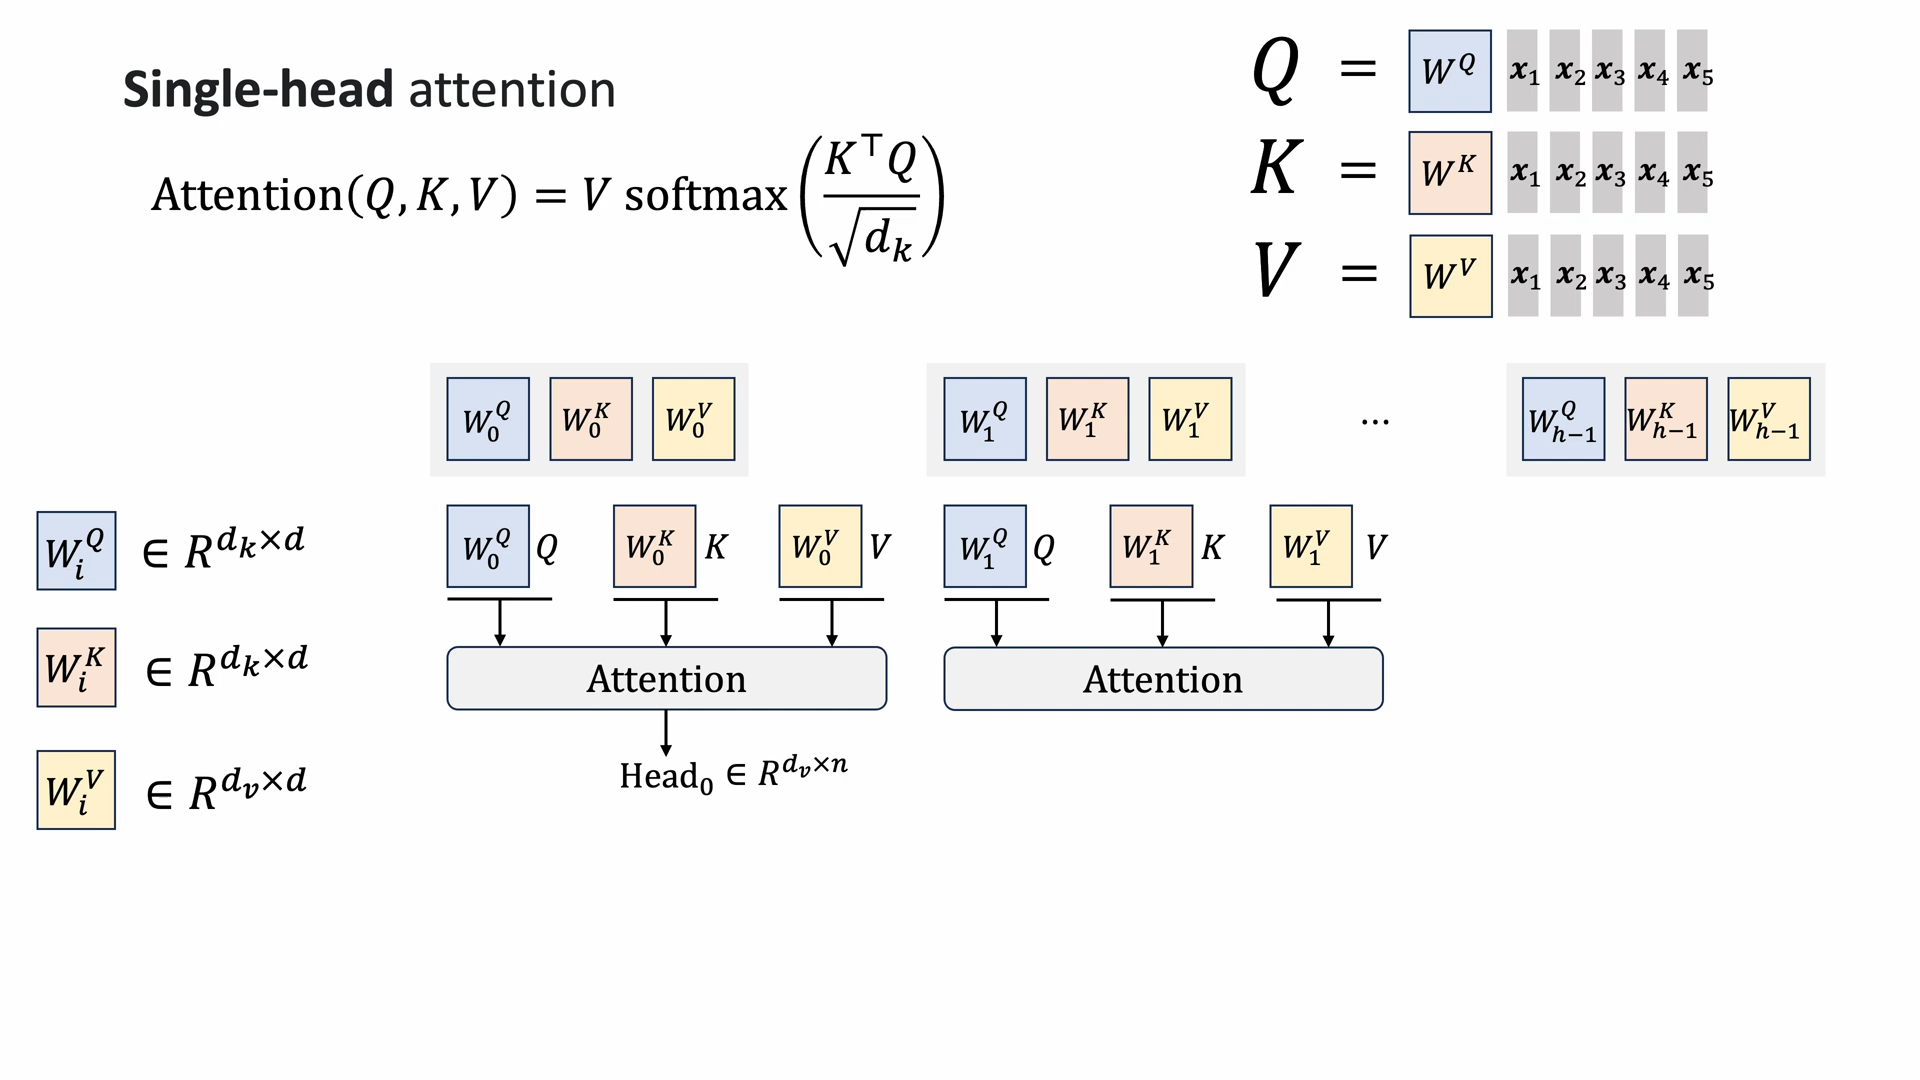 Single-head attention
Attention(Q, K, V) = V softmax(K⊤Q / √d_k)
Q = W^Q x_1 x_2 x_3 x_4 x_5
K = W^K x_1 x_2 x_3 x_4 x_5
V = W^V x_1 x_2 x_3 x_4 x_5
W_0^Q W_0^K W_0^V W_1^Q W_1^K W_1^V ... W_{h−1}^Q W_{h−1}^K W_{h−1}^V
W_i^Q ∈ R^{d_k×d}
W_i^K ∈ R^{d_k×d}
W_i^V ∈ R^{d_v×d}
W_0^Q Q W_0^K K W_0^V V
Attention
Head_0 ∈ R^{d_v×n}
W_1^Q Q W_1^K K W_1^V V
Attention